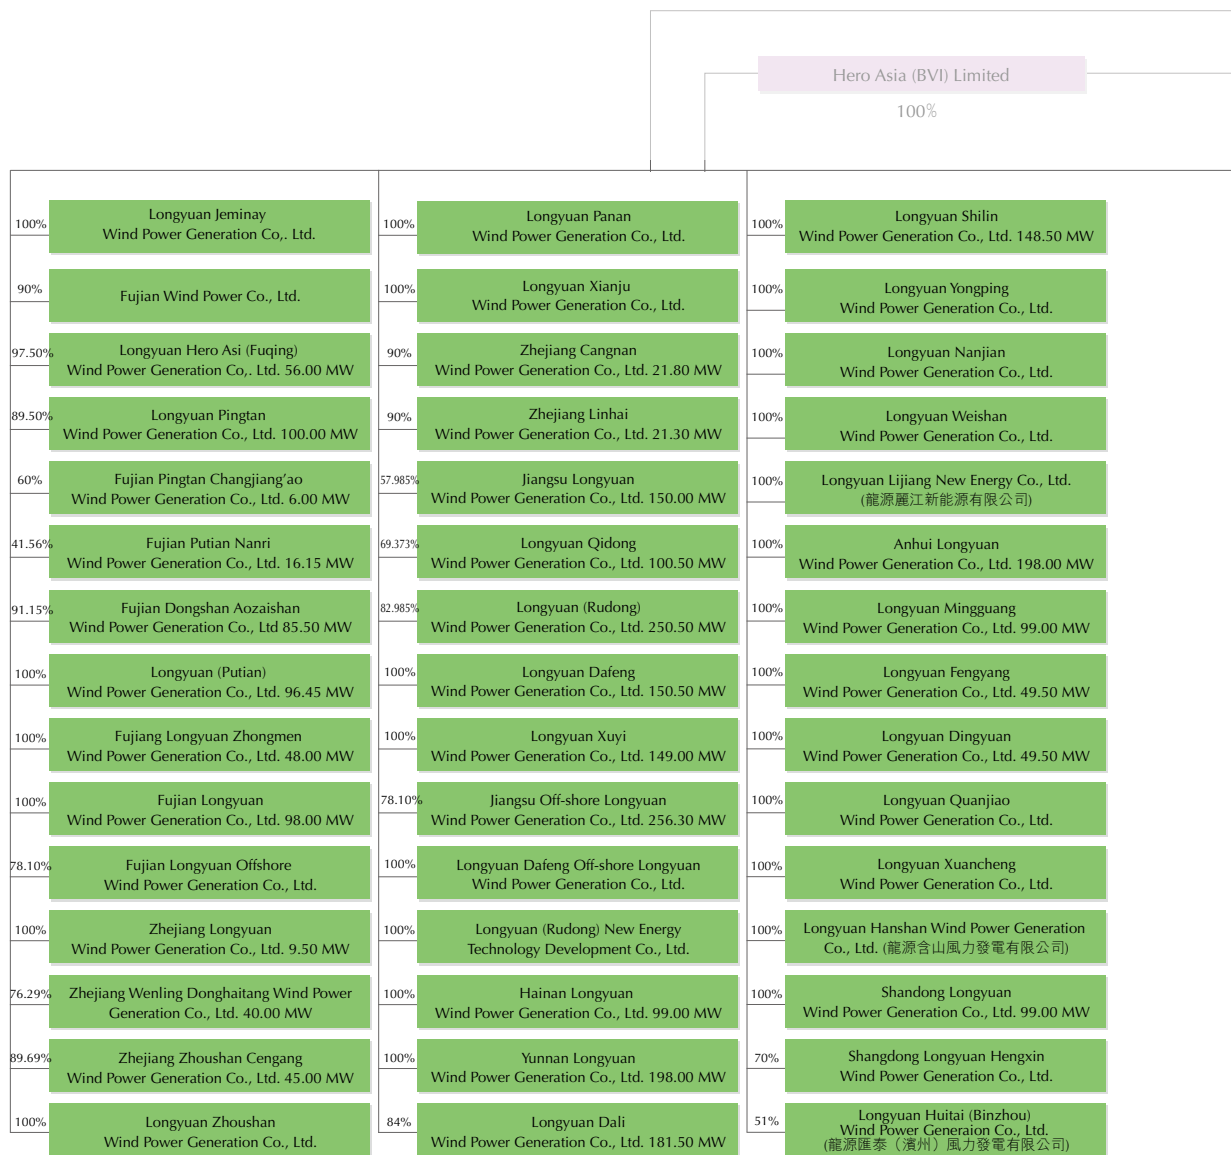 Hero Asia (BVI) Limited
100%
100%
Longyuan Jeminay
Wind Power Generation Co,. Ltd.
90%
Fujian Wind Power Co., Ltd.
97.50%
Longyuan Hero Asi (Fuqing)
Wind Power Generation Co,. Ltd. 56.00 MW
89.50%
Longyuan Pingtan
Wind Power Generation Co., Ltd. 100.00 MW
60%
Fujian Pingtan Changjiang’ao
Wind Power Generation Co., Ltd. 6.00 MW
41.56%
Fujian Putian Nanri
Wind Power Generation Co., Ltd. 16.15 MW
91.15%
Fujian Dongshan Aozaishan
Wind Power Generation Co., Ltd 85.50 MW
100%
Longyuan (Putian)
Wind Power Generation Co., Ltd. 96.45 MW
100%
Fujiang Longyuan Zhongmen
Wind Power Generation Co., Ltd. 48.00 MW
100%
Fujian Longyuan
Wind Power Generation Co., Ltd. 98.00 MW
78.10%
Fujian Longyuan Offshore
Wind Power Generation Co., Ltd.
100%
Zhejiang Longyuan
Wind Power Generation Co., Ltd. 9.50 MW
76.29%
Zhejiang Wenling Donghaitang Wind Power
Generation Co., Ltd. 40.00 MW
89.69%
Zhejiang Zhoushan Cengang
Wind Power Generation Co., Ltd. 45.00 MW
100%
Longyuan Zhoushan
Wind Power Generation Co., Ltd.
100%
Longyuan Panan
Wind Power Generation Co., Ltd.
100%
Longyuan Xianju
Wind Power Generation Co., Ltd.
90%
Zhejiang Cangnan
Wind Power Generation Co., Ltd. 21.80 MW
90%
Zhejiang Linhai
Wind Power Generation Co., Ltd. 21.30 MW
57.985%
Jiangsu Longyuan
Wind Power Generation Co., Ltd. 150.00 MW
69.373%
Longyuan Qidong
Wind Power Generation Co., Ltd. 100.50 MW
82.985%
Longyuan (Rudong)
Wind Power Generation Co., Ltd. 250.50 MW
100%
Longyuan Dafeng
Wind Power Generation Co., Ltd. 150.50 MW
100%
Longyuan Xuyi
Wind Power Generation Co., Ltd. 149.00 MW
78.10%
Jiangsu Off-shore Longyuan
Wind Power Generation Co., Ltd. 256.30 MW
100%
Longyuan Dafeng Off-shore Longyuan
Wind Power Generation Co., Ltd.
100%
Longyuan (Rudong) New Energy
Technology Development Co., Ltd.
100%
Hainan Longyuan
Wind Power Generation Co., Ltd. 99.00 MW
100%
Yunnan Longyuan
Wind Power Generation Co., Ltd. 198.00 MW
84%
Longyuan Dali
Wind Power Generation Co., Ltd. 181.50 MW
100%
Longyuan Shilin
Wind Power Generation Co., Ltd. 148.50 MW
100%
Longyuan Yongping
Wind Power Generation Co., Ltd.
100%
Longyuan Nanjian
Wind Power Generation Co., Ltd.
100%
Longyuan Weishan
Wind Power Generation Co., Ltd.
100%
Longyuan Lijiang New Energy Co., Ltd.
(龍源麗江新能源有限公司)
100%
Anhui Longyuan
Wind Power Generation Co., Ltd. 198.00 MW
100%
Longyuan Mingguang
Wind Power Generation Co., Ltd. 99.00 MW
100%
Longyuan Fengyang
Wind Power Generation Co., Ltd. 49.50 MW
100%
Longyuan Dingyuan
Wind Power Generation Co., Ltd. 49.50 MW
100%
Longyuan Quanjiao
Wind Power Generation Co., Ltd.
100%
Longyuan Xuancheng
Wind Power Generation Co., Ltd.
100%
Longyuan Hanshan Wind Power Generation
Co., Ltd. (龍源含山風力發電有限公司)
100%
Shandong Longyuan
Wind Power Generation Co., Ltd. 99.00 MW
70%
Shangdong Longyuan Hengxin
Wind Power Generation Co., Ltd.
51%
Longyuan Huitai (Binzhou)
Wind Power Generaion Co., Ltd.
(龍源匯泰（濱州）風力發電有限公司)